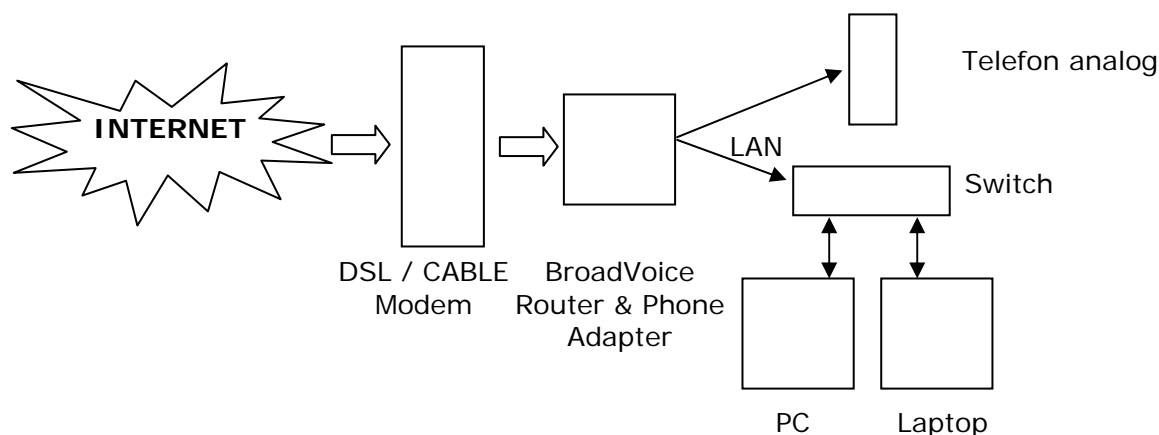 Telefon analog
INTERNET
LAN
Switch
DSL / CABLE
Modem
BroadVoice
Router & Phone
Adapter
PC
Laptop